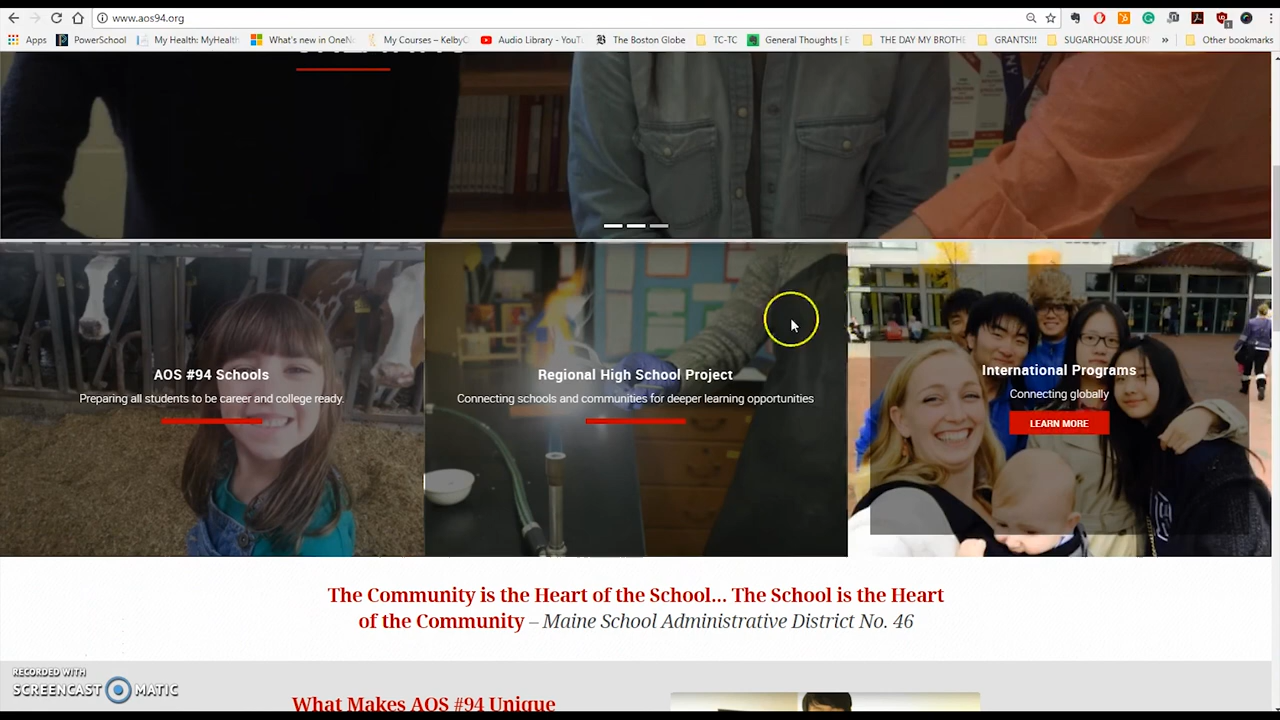 www.aos94.org
Apps PowerSchool My Health: MyHealth What's new in OneN My Courses – KelbyC Audio Library - YouTu The Boston Globe TC-TC General Thoughts | E THE DAY MY BROTH GRANTS!!! SUGARHOUSE JOUR » Other bookmarks
AOS #94 Schools
Preparing all students to be career and college ready.
Regional High School Project
Connecting schools and communities for deeper learning opportunities
International Programs
Connecting globally
LEARN MORE
The Community is the Heart of the School... The School is the Heart
of the Community – Maine School Administrative District No. 46
RECORDED WITH
SCREENCAST MATIC
What Makes AOS #94 Unique